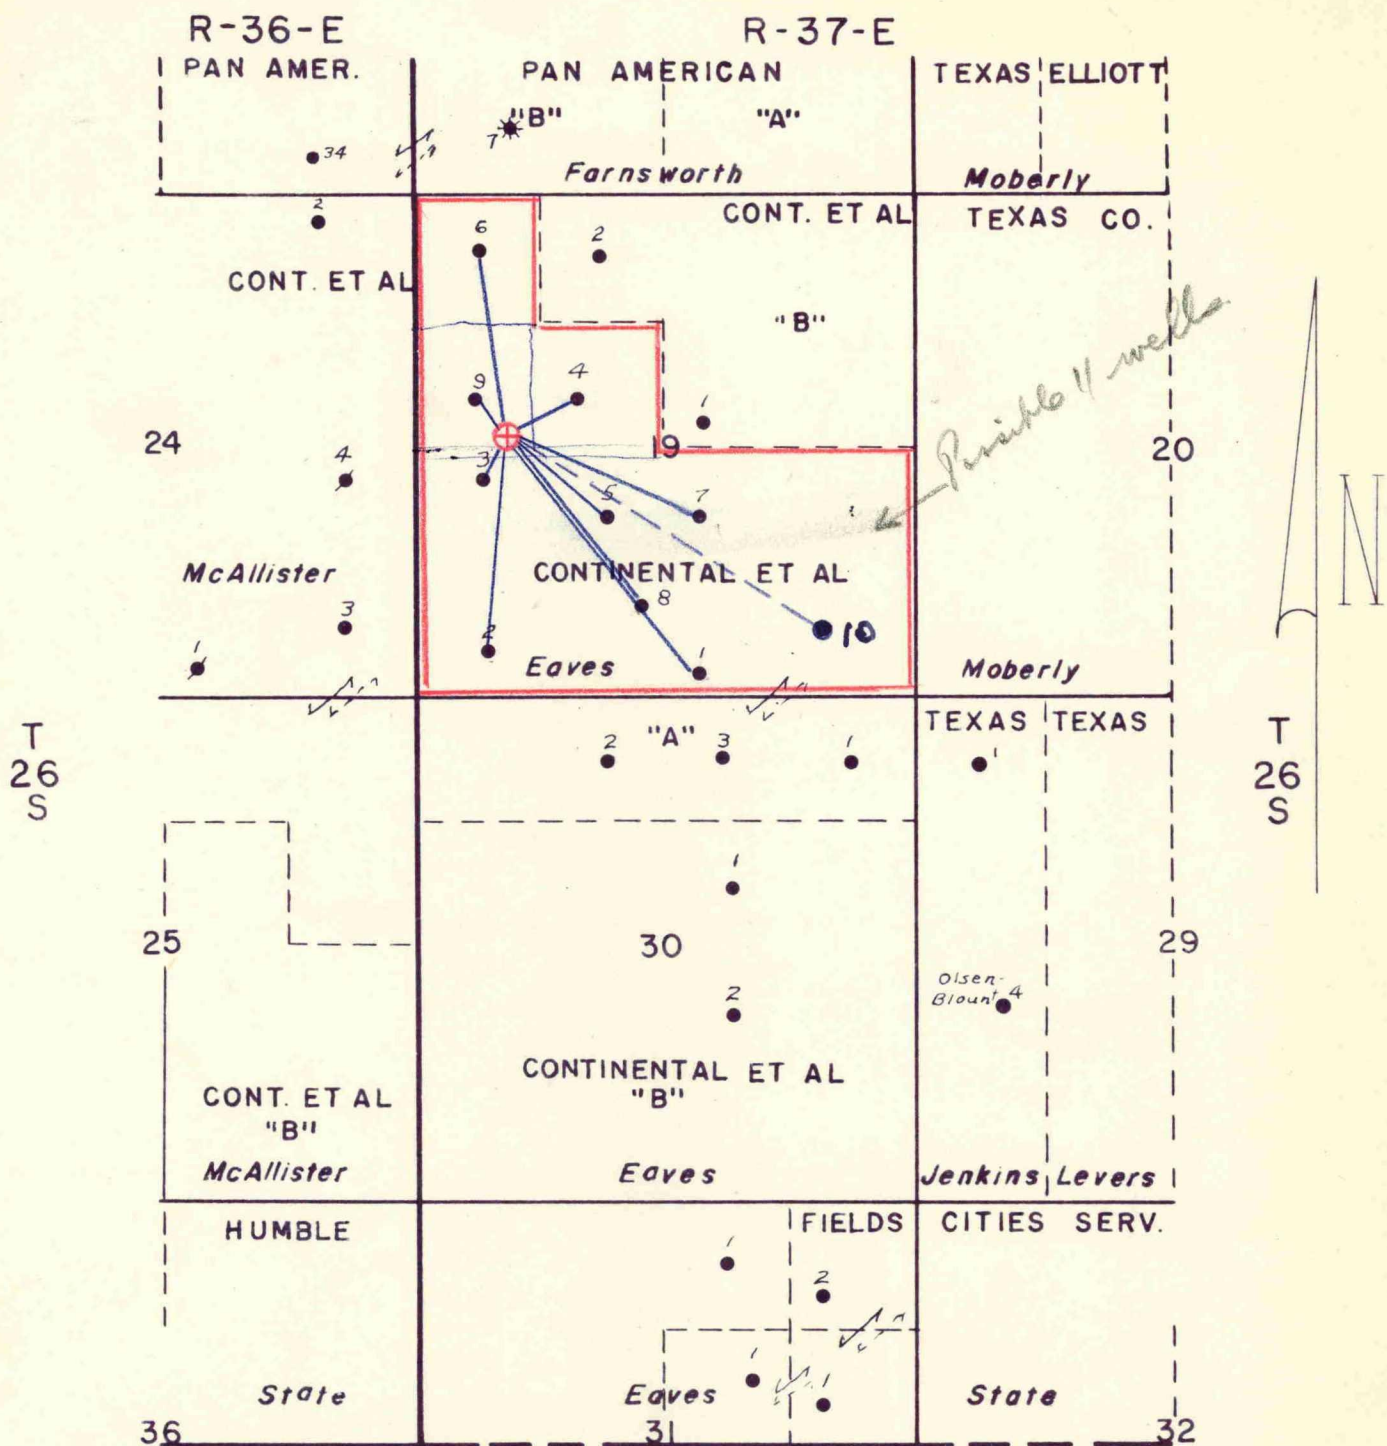 R-36-E R-37-E
PAN AMER. PAN AMERICAN TEXAS ELLIOTT
"B" "A"
7
34
Farnsworth Moberly
2 CONT. ET AL TEXAS CO.
6 2
CONT. ET AL
"B"
9 4 1
24 9 20
Possible 11 wells
4 3
5 7
McAllister CONTINENTAL ET AL
8
3 10
2
1 Eaves 1 Moberly
T T
26 26
S S
N
"A" TEXAS TEXAS
2 3 1 1
1
25 30 29
2 Olsen-
Blount 4
CONTINENTAL ET AL
"B"
CONT. ET AL
"B"
McAllister Eaves Jenkins Levers
HUMBLE FIELDS CITIES SERV.
1
2
1 1
State Eaves State
36 31 32